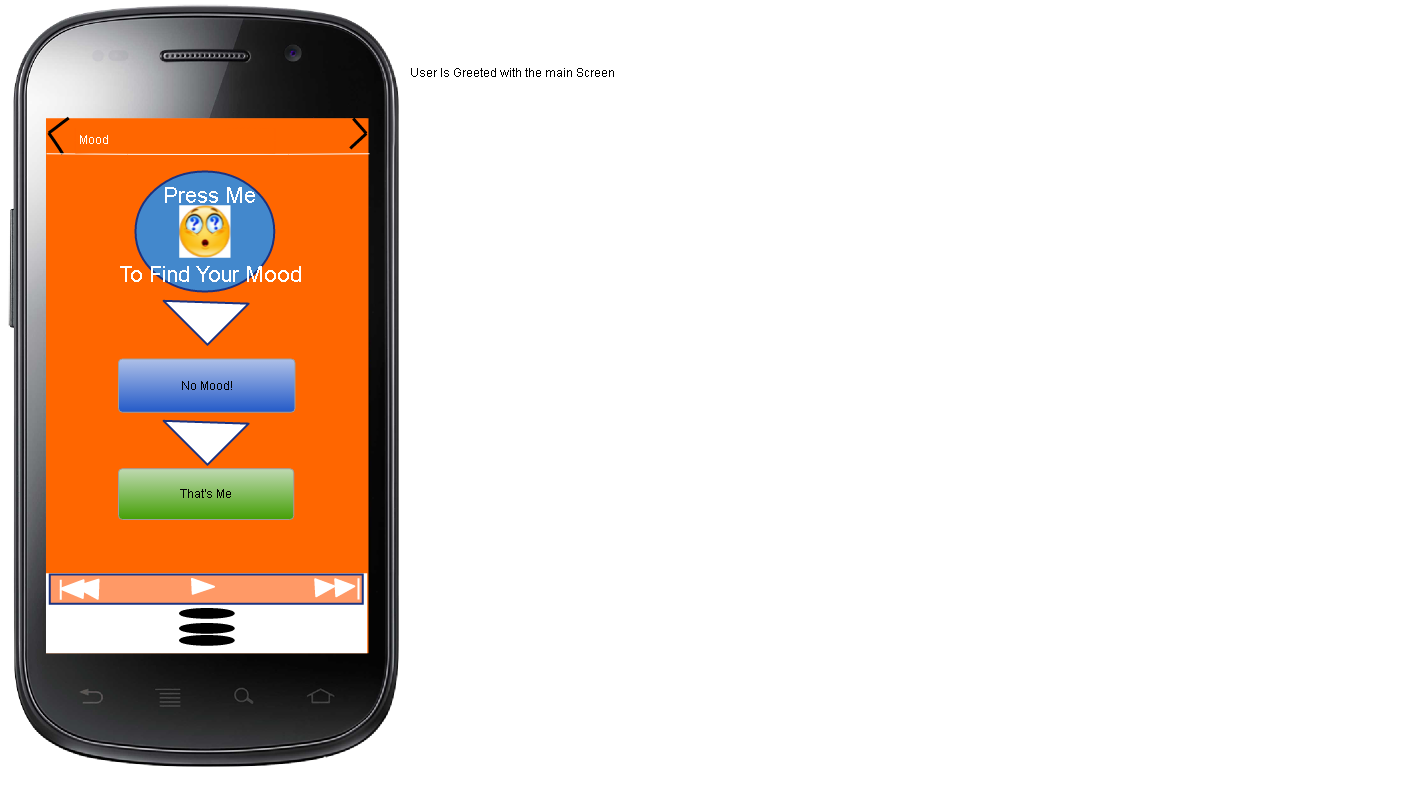 User Is Greeted with the main Screen
Mood
Press Me
? ?
To Find Your Mood
No Mood!
That's Me